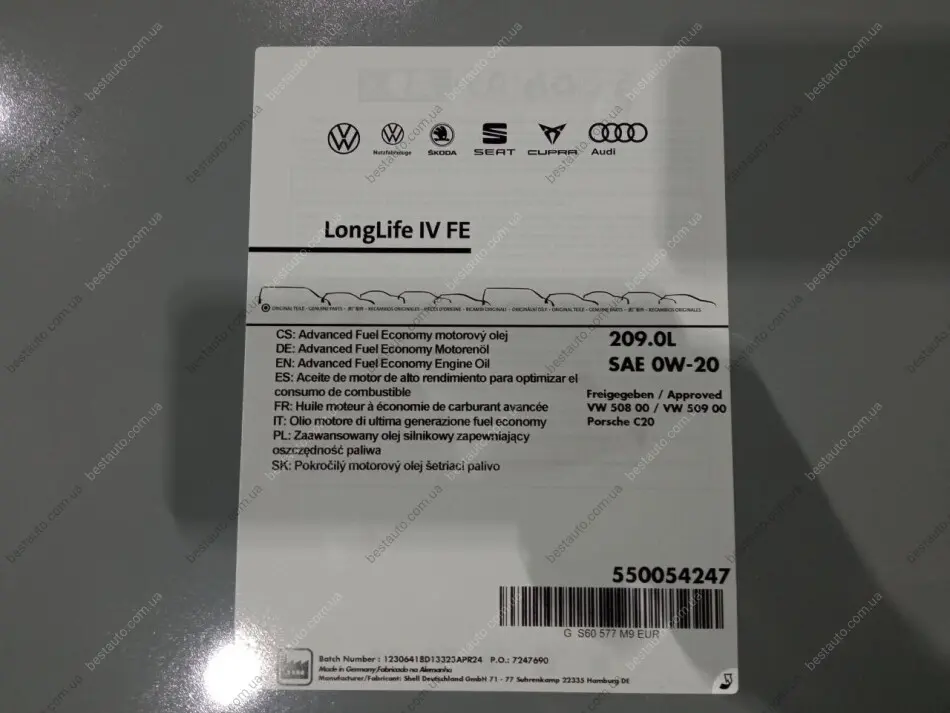 Nutzfahrzeuge
ŠKODA
SEAT
CUPRA
Audi
LongLife IV FE
CS: Advanced Fuel Economy motorový olej
DE: Advanced Fuel Economy Motorenöl
EN: Advanced Fuel Economy Engine Oil
ES: Aceite de motor de alto rendimiento para optimizar el
consumo de combustible
FR: Huile moteur à économie de carburant avancée
IT: Olio motore di ultima generazione fuel economy
PL: Zaawansowany olej silnikowy zapewniający
oszczędność paliwa
SK: Pokročilý motorový olej šetriaci palivo
209.0L
SAE 0W-20
Freigegeben / Approved
VW 508 00 / VW 509 00
Porsche C20
550054247
G S60 577 M9 EUR
Batch Number : 12306418D13323APR24 P.O.: 7247690
Made in Germany/Fabricado na Alemanha
Manufacturer/Fabricant: Shell Deutschland GmbH 71 - 77 Suhrenkamp 22335 Hamburg DE
bestauto.com.ua